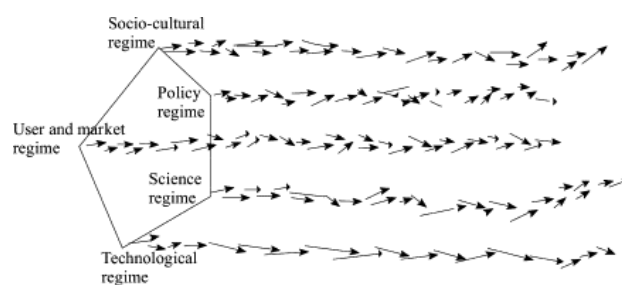 Socio-cultural
regime
Policy
regime
User and market
regime
Science
regime
Technological
regime